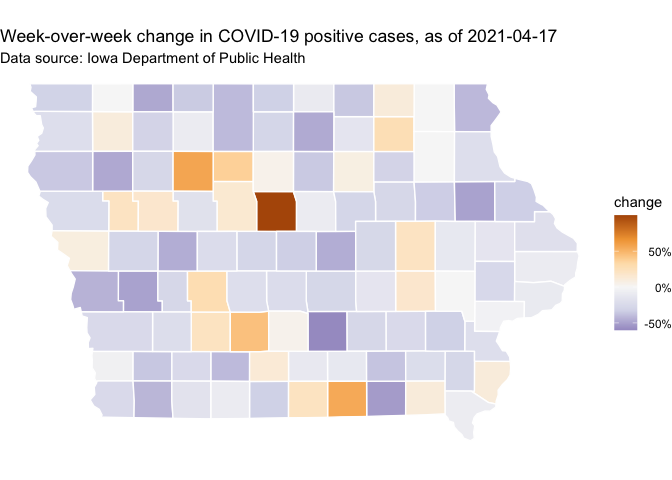 Week-over-week change in COVID-19 positive cases, as of 2021-04-17
Data source: Iowa Department of Public Health
change
50%
0%
-50%